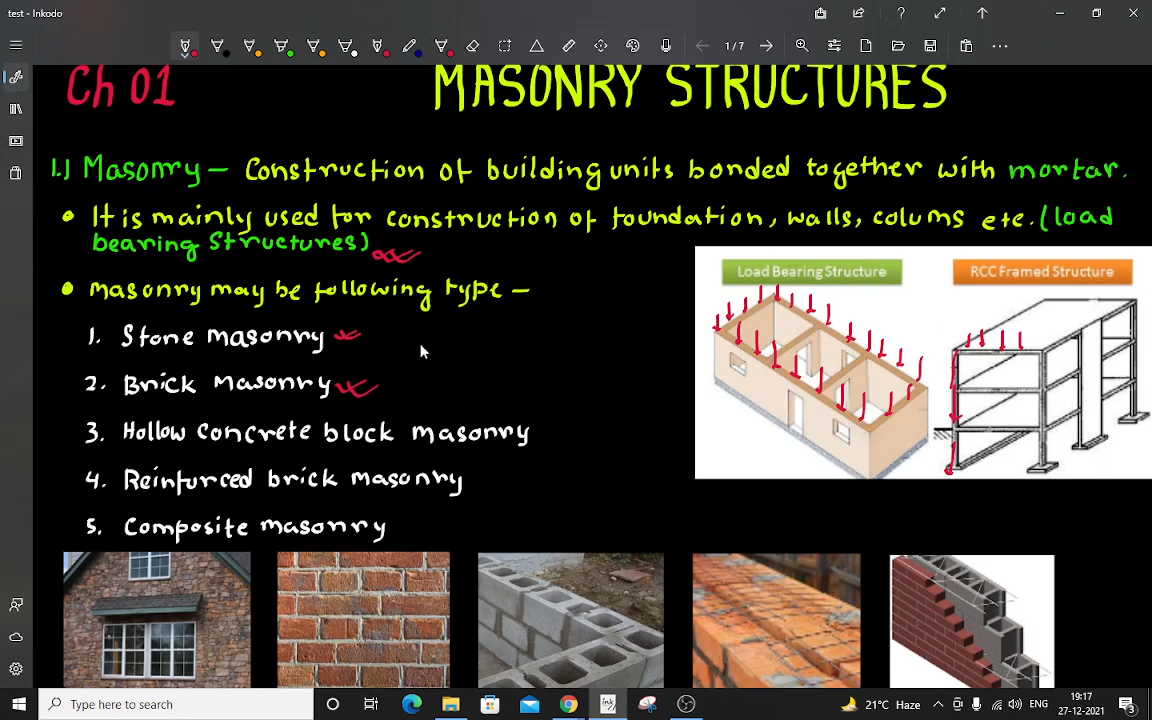 test - Inkodo
1/7
Ch 01
MASONRY STRUCTURES
1.1 Masonry – Construction of building units bonded together with mortar.
• It is mainly used for construction of foundation, walls, colums etc. (load
bearing structures)
• Masonry may be following type –
1. Stone masonry
2. Brick Masonry
3. Hollow concrete block masonry
4. Reinforced brick masonry
5. Composite masonry
Load Bearing Structure
RCC Framed Structure
Type here to search
21°C Haze
ENG
19:17
27-12-2021
3